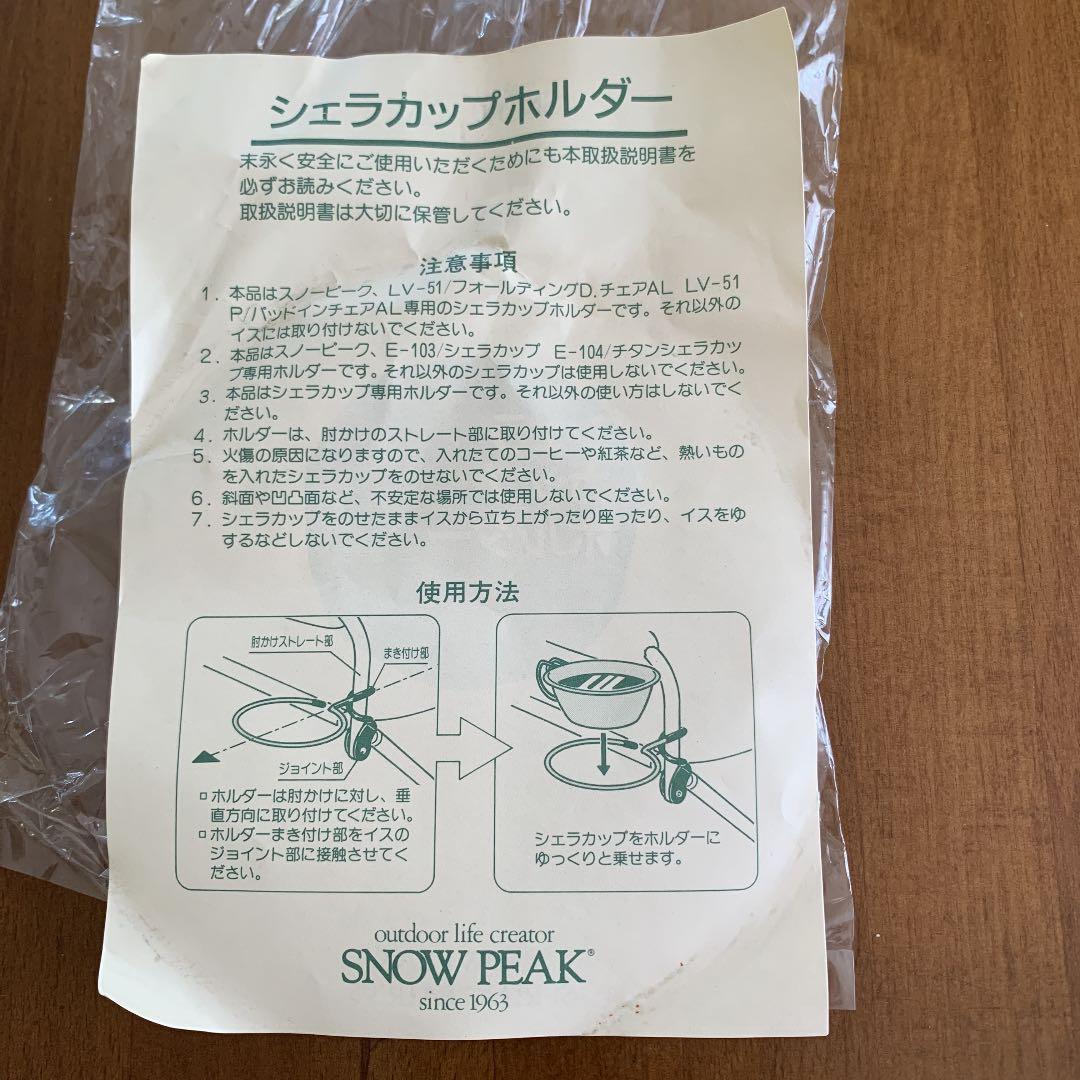 シェラカップホルダー
末永く安全にご使用いただくためにも本取扱説明書を
必ずお読みください。
取扱説明書は大切に保管してください。
注意事項
1. 本品はスノーピーク、LV-51/フォールディングD.チェアAL LV-51
P/パッドインチェアAL専用のシェラカップホルダーです。それ以外の
イスには取り付けないでください。
2. 本品はスノーピーク、E-103/シェラカップ E-104/チタンシェラカッ
プ専用ホルダーです。それ以外のシェラカップは使用しないでください。
3. 本品はシェラカップ専用ホルダーです。それ以外の使い方はしないでく
ださい。
4. ホルダーは、肘かけのストレート部に取り付けてください。
5. 火傷の原因になりますので、入れたてのコーヒーや紅茶など、熱いもの
を入れたシェラカップをのせないでください。
6. 斜面や凹凸面など、不安定な場所では使用しないでください。
7. シェラカップをのせたままイスから立ち上がったり座ったり、イスをゆ
するなどしないでください。
使用方法
肘かけストレート部
まき付け部
ジョイント部
▫ホルダーは肘かけに対し、垂
直方向に取り付けてください。
▫ホルダーまき付け部をイスの
ジョイント部に接触させてく
ださい。
シェラカップをホルダーに
ゆっくりと乗せます。
outdoor life creator
SNOW PEAK®
since 1963